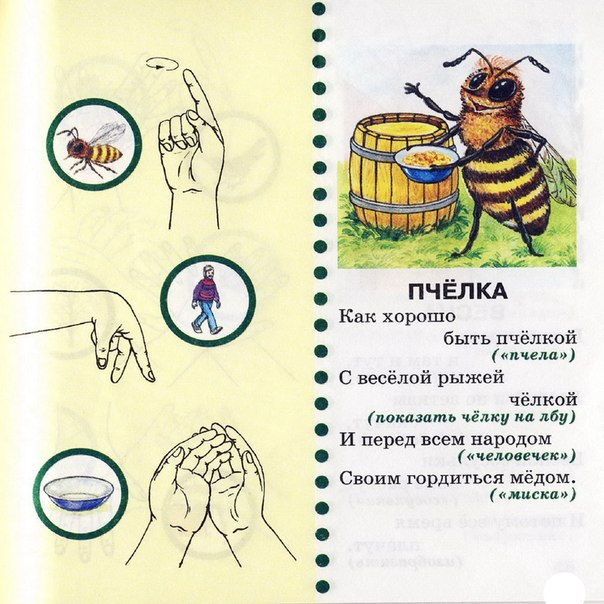 ПЧЁЛКА
Как хорошо
быть пчёлкой
(«пчела»)
С весёлой рыжей
чёлкой
(показать чёлку на лбу)
И перед всем народом
(«человечек»)
Своим гордиться мёдом.
(«миска»)